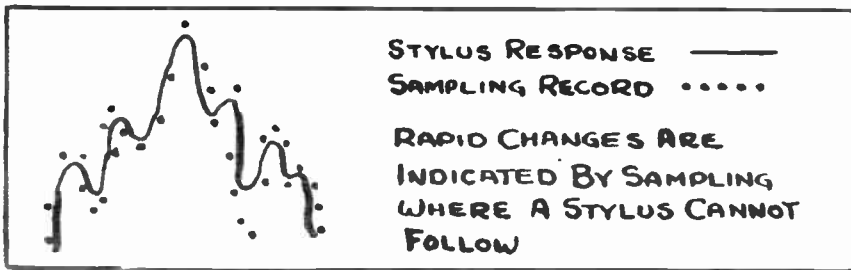 STYLUS RESPONSE
SAMPLING RECORD
RAPID CHANGES ARE
INDICATED BY SAMPLING
WHERE A STYLUS CANNOT
FOLLOW